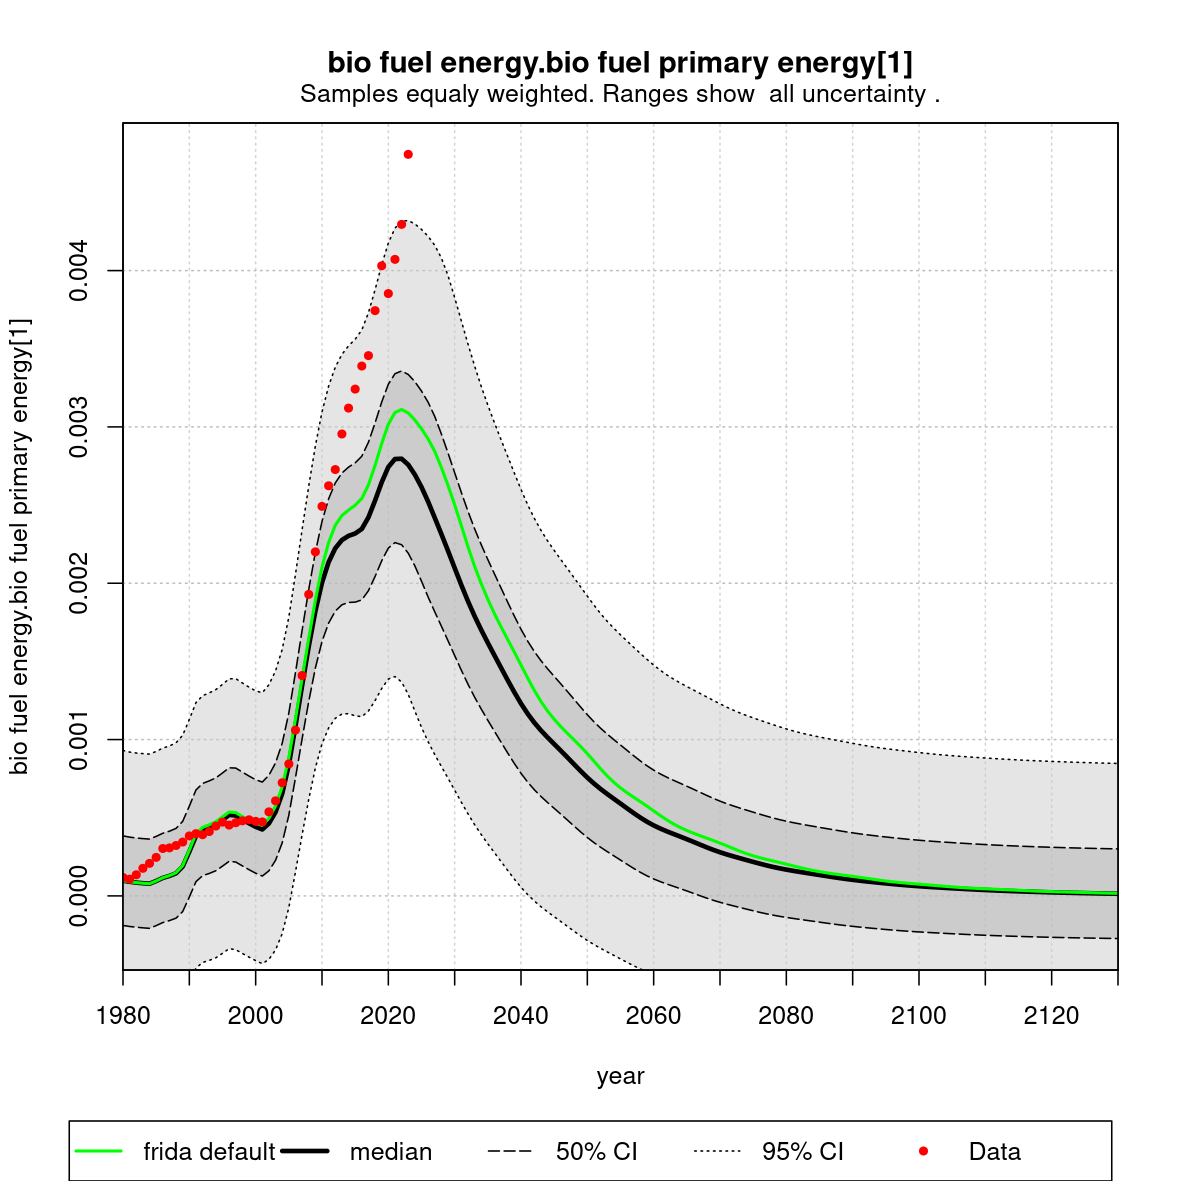 bio fuel energy.bio fuel primary energy[1]
Samples equaly weighted. Ranges show  all uncertainty .
bio fuel energy.bio fuel primary energy[1]
0.004
0.003
0.002
0.001
0.000
1980 2000 2020 2040 2060 2080 2100 2120
year
frida default median 50% CI 95% CI Data